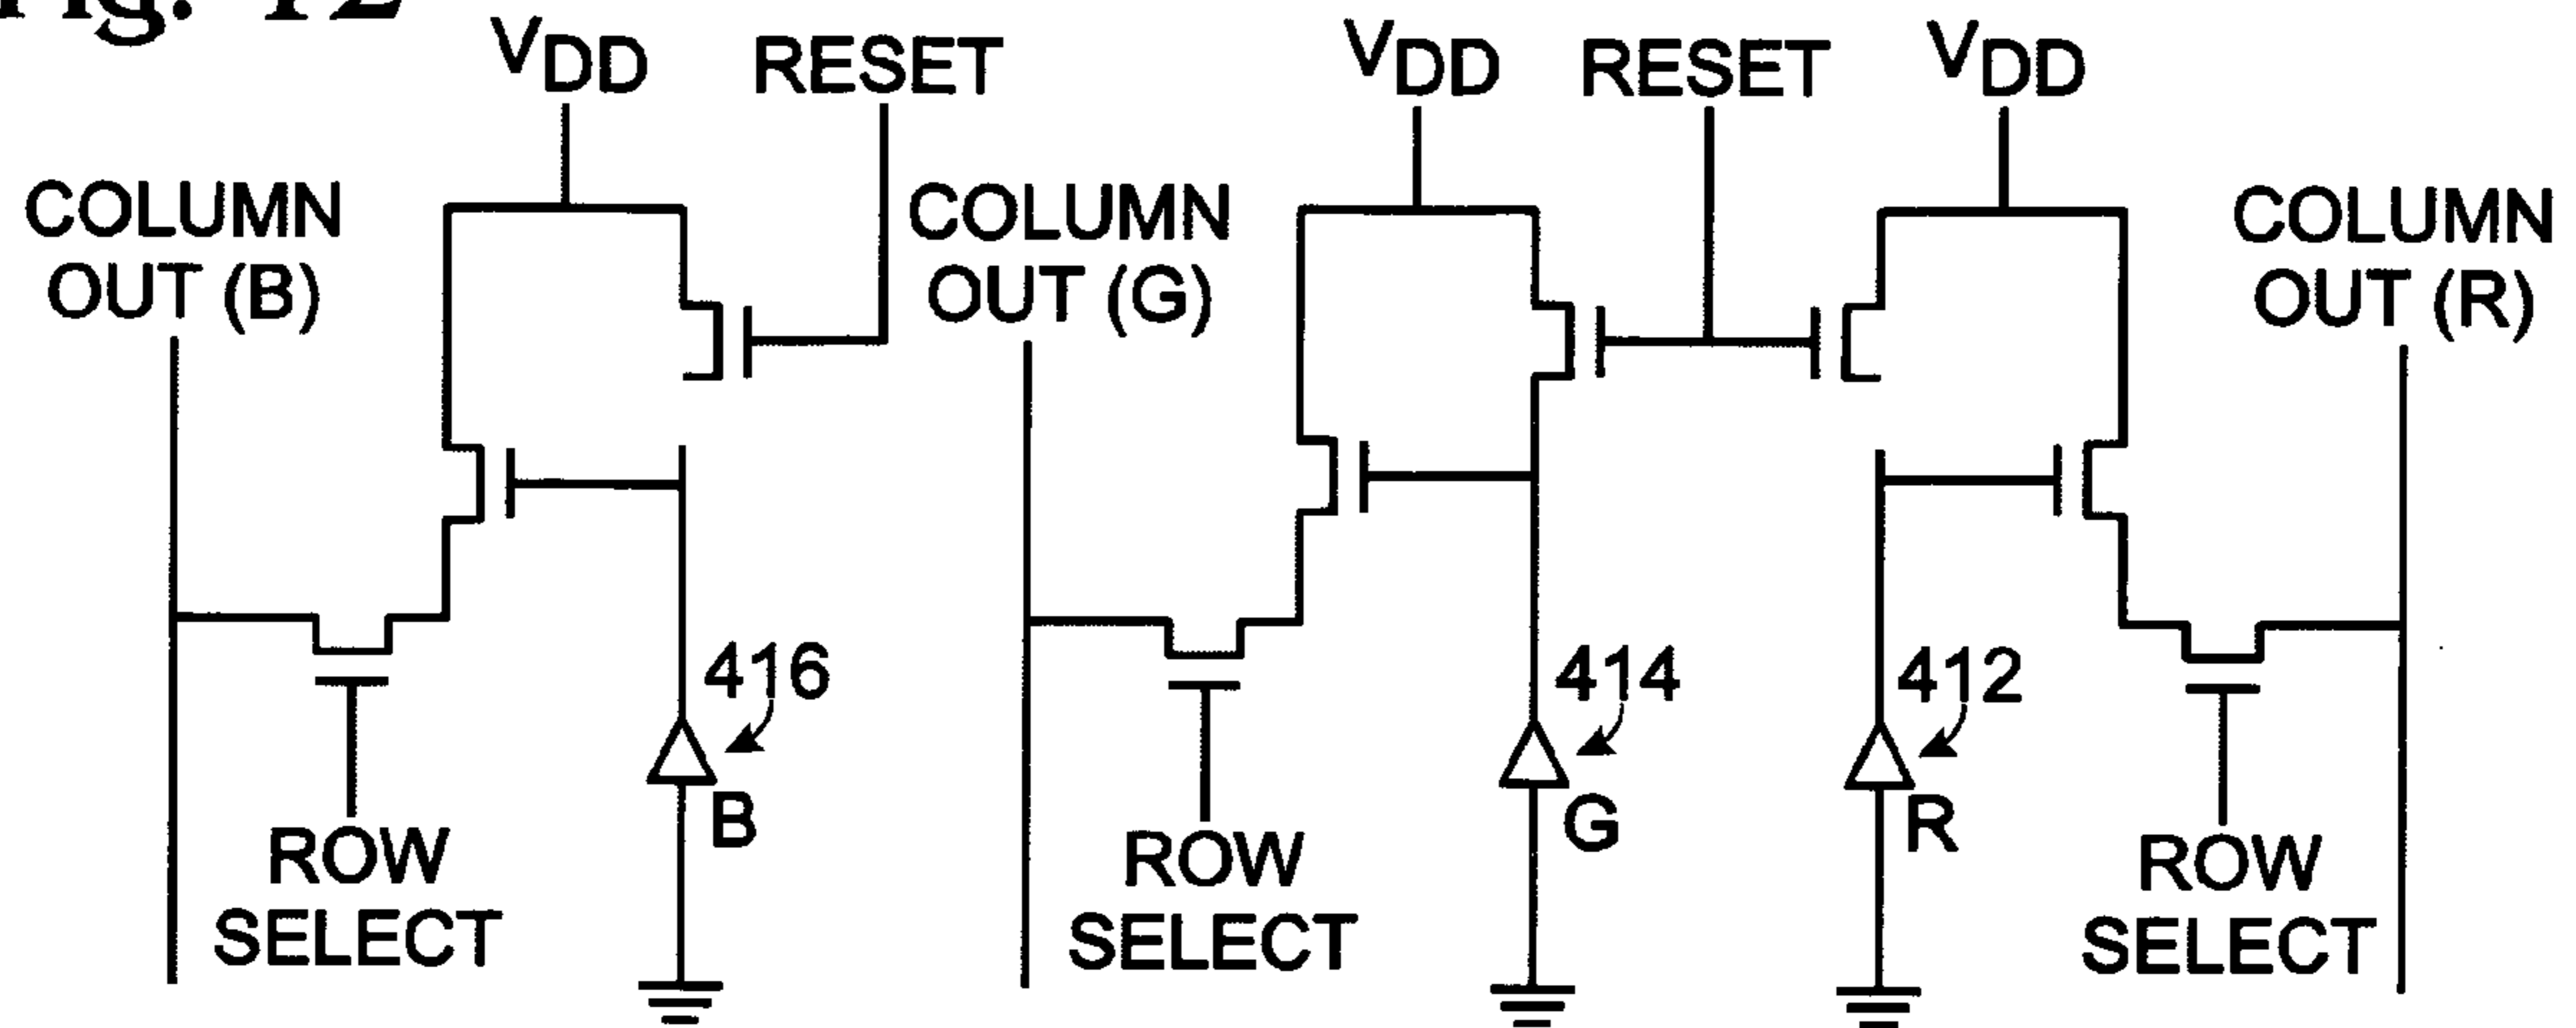 Fig. 12
VDD
RESET
VDD
RESET
VDD
COLUMN
OUT (B)
COLUMN
OUT (G)
COLUMN
OUT (R)
416
414
412
B
G
R
ROW
SELECT
ROW
SELECT
ROW
SELECT